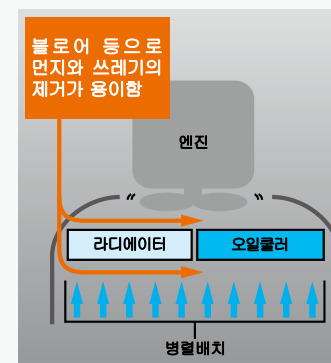 블로어 등으로
먼지와 쓰레기의
제거가 용이함
엔진
라디에이터
오일쿨러
병렬배치